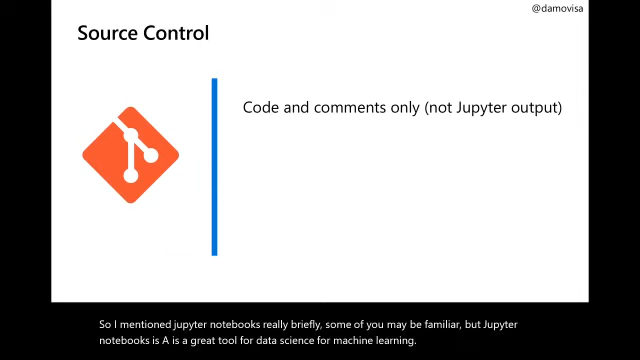 @damovisa
Source Control
Code and comments only (not Jupyter output)
So I mentioned jupyter notebooks really briefly, some of you may be familiar, but Jupyter
notebooks is A is a great tool for data science for machine learning.